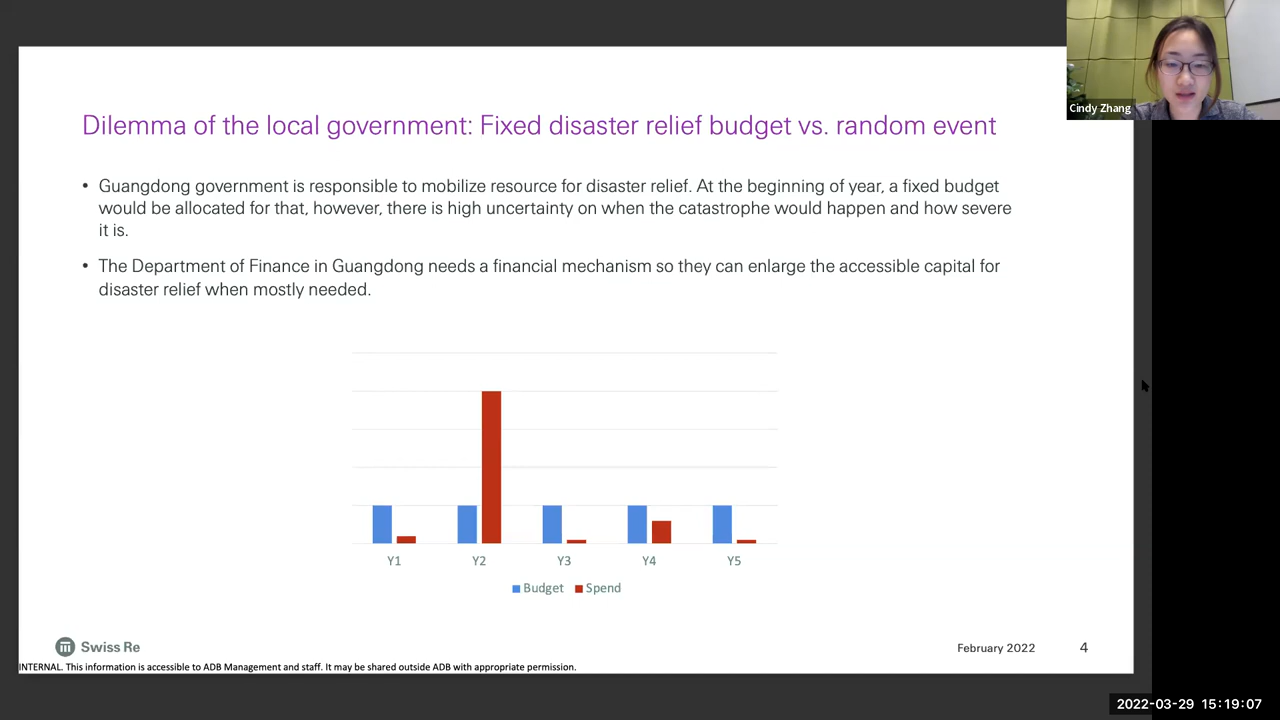 Cindy Zhang
Dilemma of the local government: Fixed disaster relief budget vs. random event
• Guangdong government is responsible to mobilize resource for disaster relief. At the beginning of year, a fixed budget
would be allocated for that, however, there is high uncertainty on when the catastrophe would happen and how severe
it is.
• The Department of Finance in Guangdong needs a financial mechanism so they can enlarge the accessible capital for
disaster relief when mostly needed.
Y1 Y2 Y3 Y4 Y5
Budget Spend
Swiss Re
February 2022 4
INTERNAL. This information is accessible to ADB Management and staff. It may be shared outside ADB with appropriate permission.
2022-03-29 15:19:07